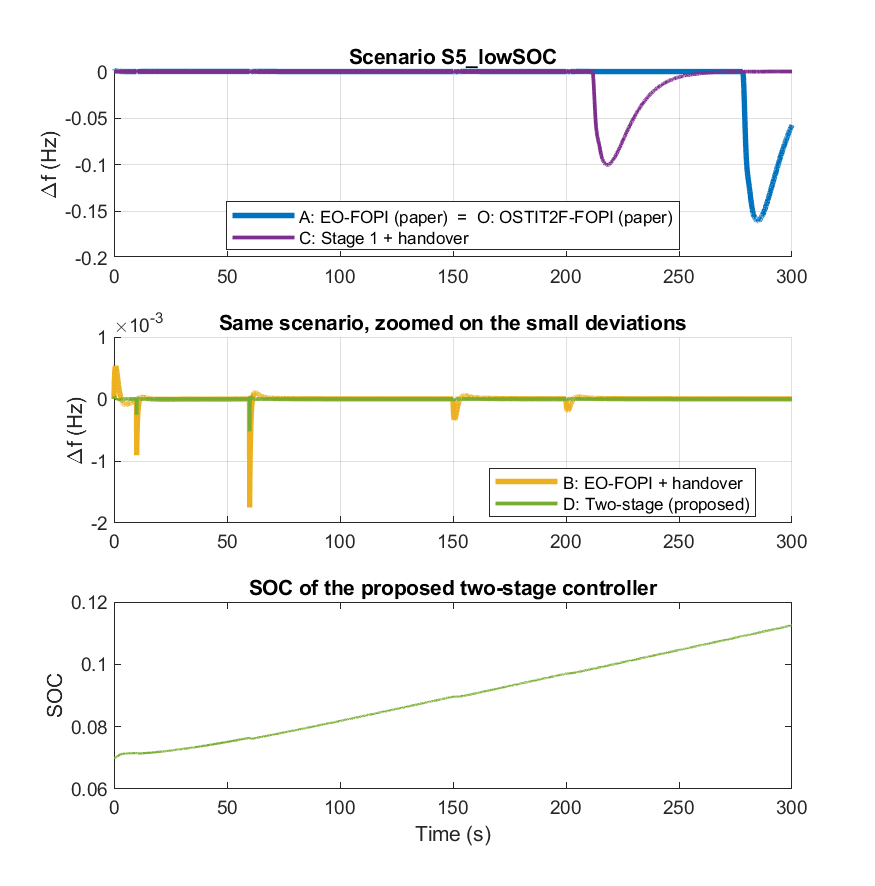 Scenario S5_lowSOC
0
-0.05
-0.1
-0.15
-0.2
Δf (Hz)
A: EO-FOPI (paper) = O: OSTIT2F-FOPI (paper)
C: Stage 1 + handover
0 50 100 150 200 250 300
×10-3
Same scenario, zoomed on the small deviations
1
0
-1
-2
Δf (Hz)
B: EO-FOPI + handover
D: Two-stage (proposed)
0 50 100 150 200 250 300
SOC of the proposed two-stage controller
0.12
0.1
0.08
0.06
SOC
0 50 100 150 200 250 300
Time (s)